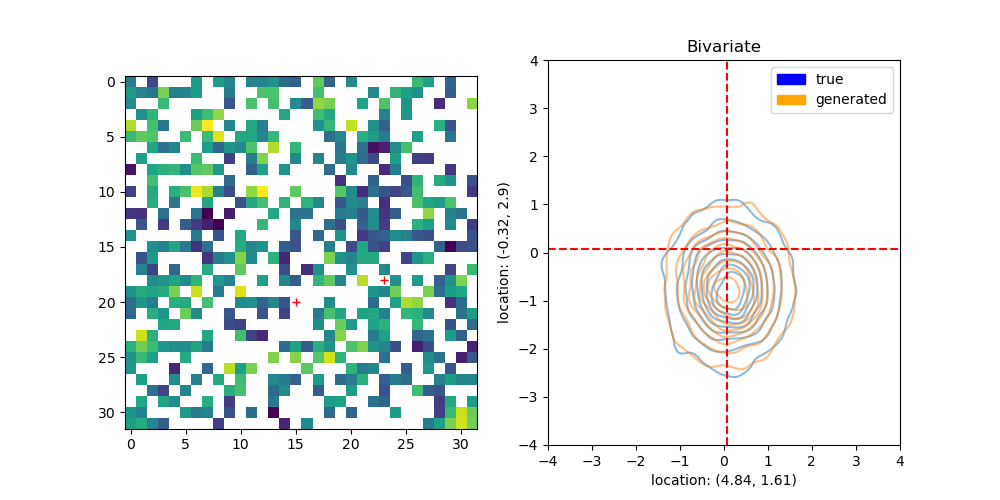 0
5
10
15
20
25
30
0 5 10 15 20 25 30
Bivariate
true
generated
4
3
2
1
0
−1
−2
−3
−4
−4 −3 −2 −1 0 1 2 3 4
location: (-0.32, 2.9)
location: (4.84, 1.61)